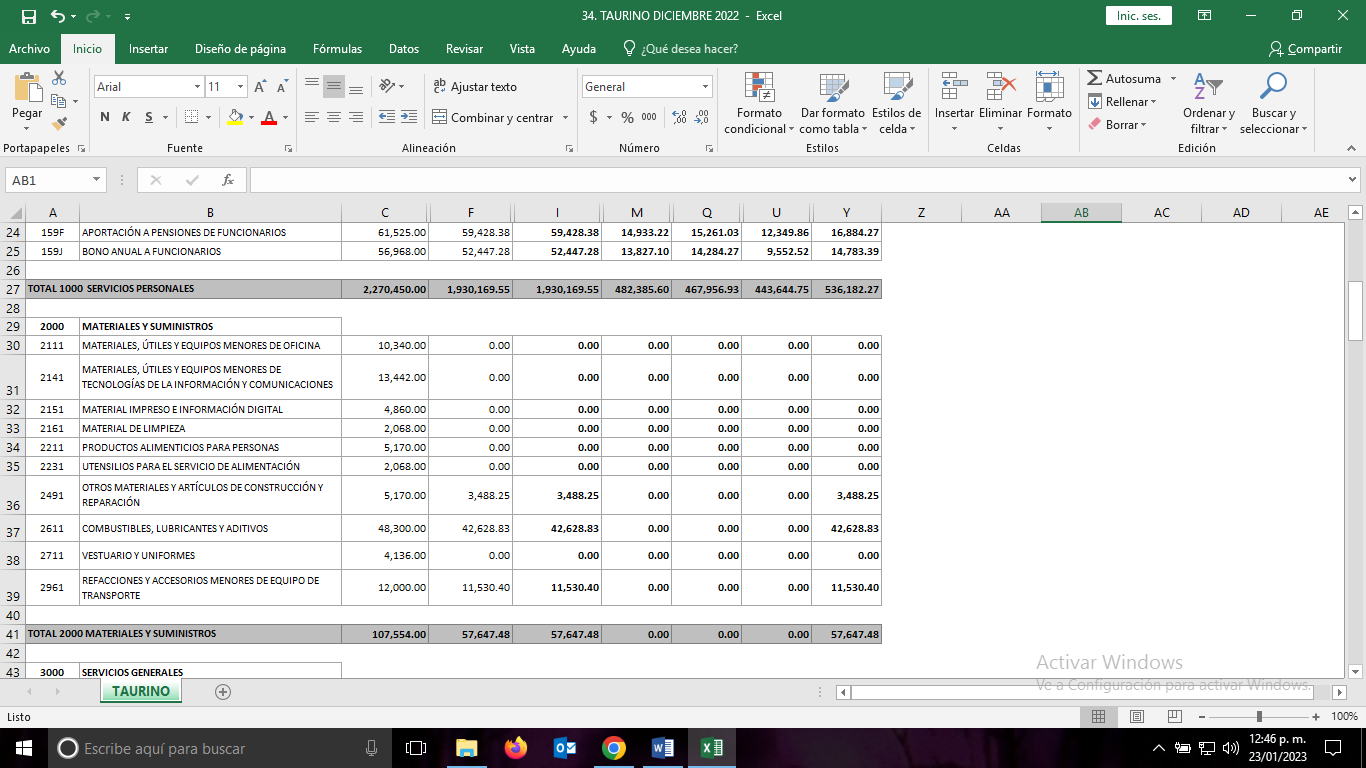 34. TAURINO DICIEMBRE 2022 - Excel
Inic. ses.
Archivo Inicio Insertar Diseño de página Fórmulas Datos Revisar Vista Ayuda ¿Qué desea hacer? Compartir
Pegar
Arial 11
N K S
Ajustar texto
Combinar y centrar
General
$ % 000
Formato condicional
Dar formato como tabla
Estilos de celda
Insertar Eliminar Formato
Autosuma
Rellenar
Borrar
Ordenar y filtrar
Buscar y seleccionar
Portapapeles Fuente Alineación Número Estilos Celdas Edición
AB1 fx
A B C F I M Q U Y Z AA AB AC AD AE
24 159F APORTACIÓN A PENSIONES DE FUNCIONARIOS 61,525.00 59,428.38 59,428.38 14,933.22 15,261.03 12,349.86 16,884.27
25 159J BONO ANUAL A FUNCIONARIOS 56,968.00 52,447.28 52,447.28 13,827.10 14,284.27 9,552.52 14,783.39
26
27 TOTAL 1000 SERVICIOS PERSONALES 2,270,450.00 1,930,169.55 1,930,169.55 482,385.60 467,956.93 443,644.75 536,182.27
28
29 2000 MATERIALES Y SUMINISTROS
30 2111 MATERIALES, ÚTILES Y EQUIPOS MENORES DE OFICINA 10,340.00 0.00 0.00 0.00 0.00 0.00 0.00
MATERIALES, ÚTILES Y EQUIPOS MENORES DE
31 2141 TECNOLOGÍAS DE LA INFORMACIÓN Y COMUNICACIONES 13,442.00 0.00 0.00 0.00 0.00 0.00 0.00
32 2151 MATERIAL IMPRESO E INFORMACIÓN DIGITAL 4,860.00 0.00 0.00 0.00 0.00 0.00 0.00
33 2161 MATERIAL DE LIMPIEZA 2,068.00 0.00 0.00 0.00 0.00 0.00 0.00
34 2211 PRODUCTOS ALIMENTICIOS PARA PERSONAS 5,170.00 0.00 0.00 0.00 0.00 0.00 0.00
35 2231 UTENSILIOS PARA EL SERVICIO DE ALIMENTACIÓN 2,068.00 0.00 0.00 0.00 0.00 0.00 0.00
OTROS MATERIALES Y ARTÍCULOS DE CONSTRUCCIÓN Y
36 2491 REPARACIÓN 5,170.00 3,488.25 3,488.25 0.00 0.00 0.00 3,488.25
37 2611 COMBUSTIBLES, LUBRICANTES Y ADITIVOS 48,300.00 42,628.83 42,628.83 0.00 0.00 0.00 42,628.83
38 2711 VESTUARIO Y UNIFORMES 4,136.00 0.00 0.00 0.00 0.00 0.00 0.00
REFACCIONES Y ACCESORIOS MENORES DE EQUIPO DE
39 2961 TRANSPORTE 12,000.00 11,530.40 11,530.40 0.00 0.00 0.00 11,530.40
40
41 TOTAL 2000 MATERIALES Y SUMINISTROS 107,554.00 57,647.48 57,647.48 0.00 0.00 0.00 57,647.48
42
43 3000 SERVICIOS GENERALES
Activar Windows
Ve a Configuración para activar Windows.
TAURINO
Listo 100%
Escribe aquí para buscar
12:46 p. m.
23/01/2023